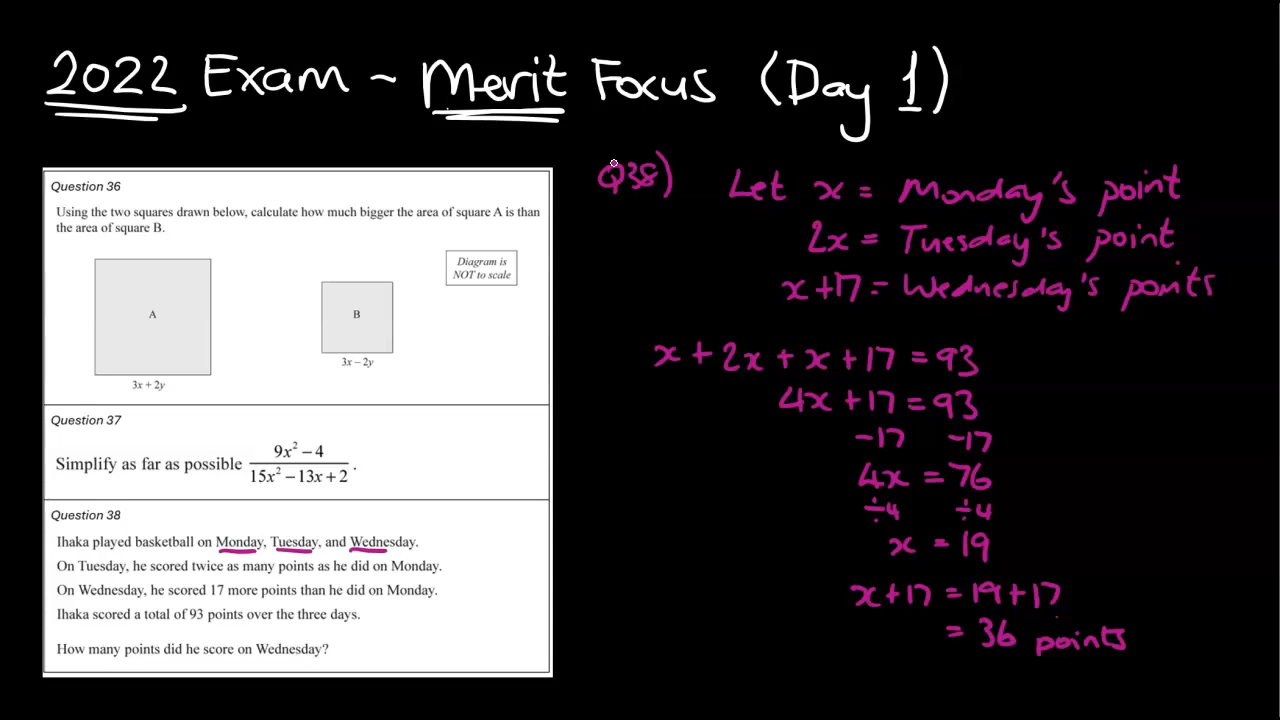 2022 Exam ~ Merit Focus (Day 1)
Question 36
Using the two squares drawn below, calculate how much bigger the area of square A is than
the area of square B.
Diagram is
NOT to scale
A
B
3x + 2y
3x – 2y
Question 37
Simplify as far as possible (9x² – 4)/(15x² – 13x + 2).
Question 38
Ihaka played basketball on Monday, Tuesday, and Wednesday.
On Tuesday, he scored twice as many points as he did on Monday.
On Wednesday, he scored 17 more points than he did on Monday.
Ihaka scored a total of 93 points over the three days.
How many points did he score on Wednesday?
Q38) Let x = Monday's point
2x = Tuesday's point
x+17 = Wednesday's points
x + 2x + x + 17 = 93
4x + 17 = 93
-17 -17
4x = 76
÷4 ÷4
x = 19
x+17 = 19+17
= 36 points